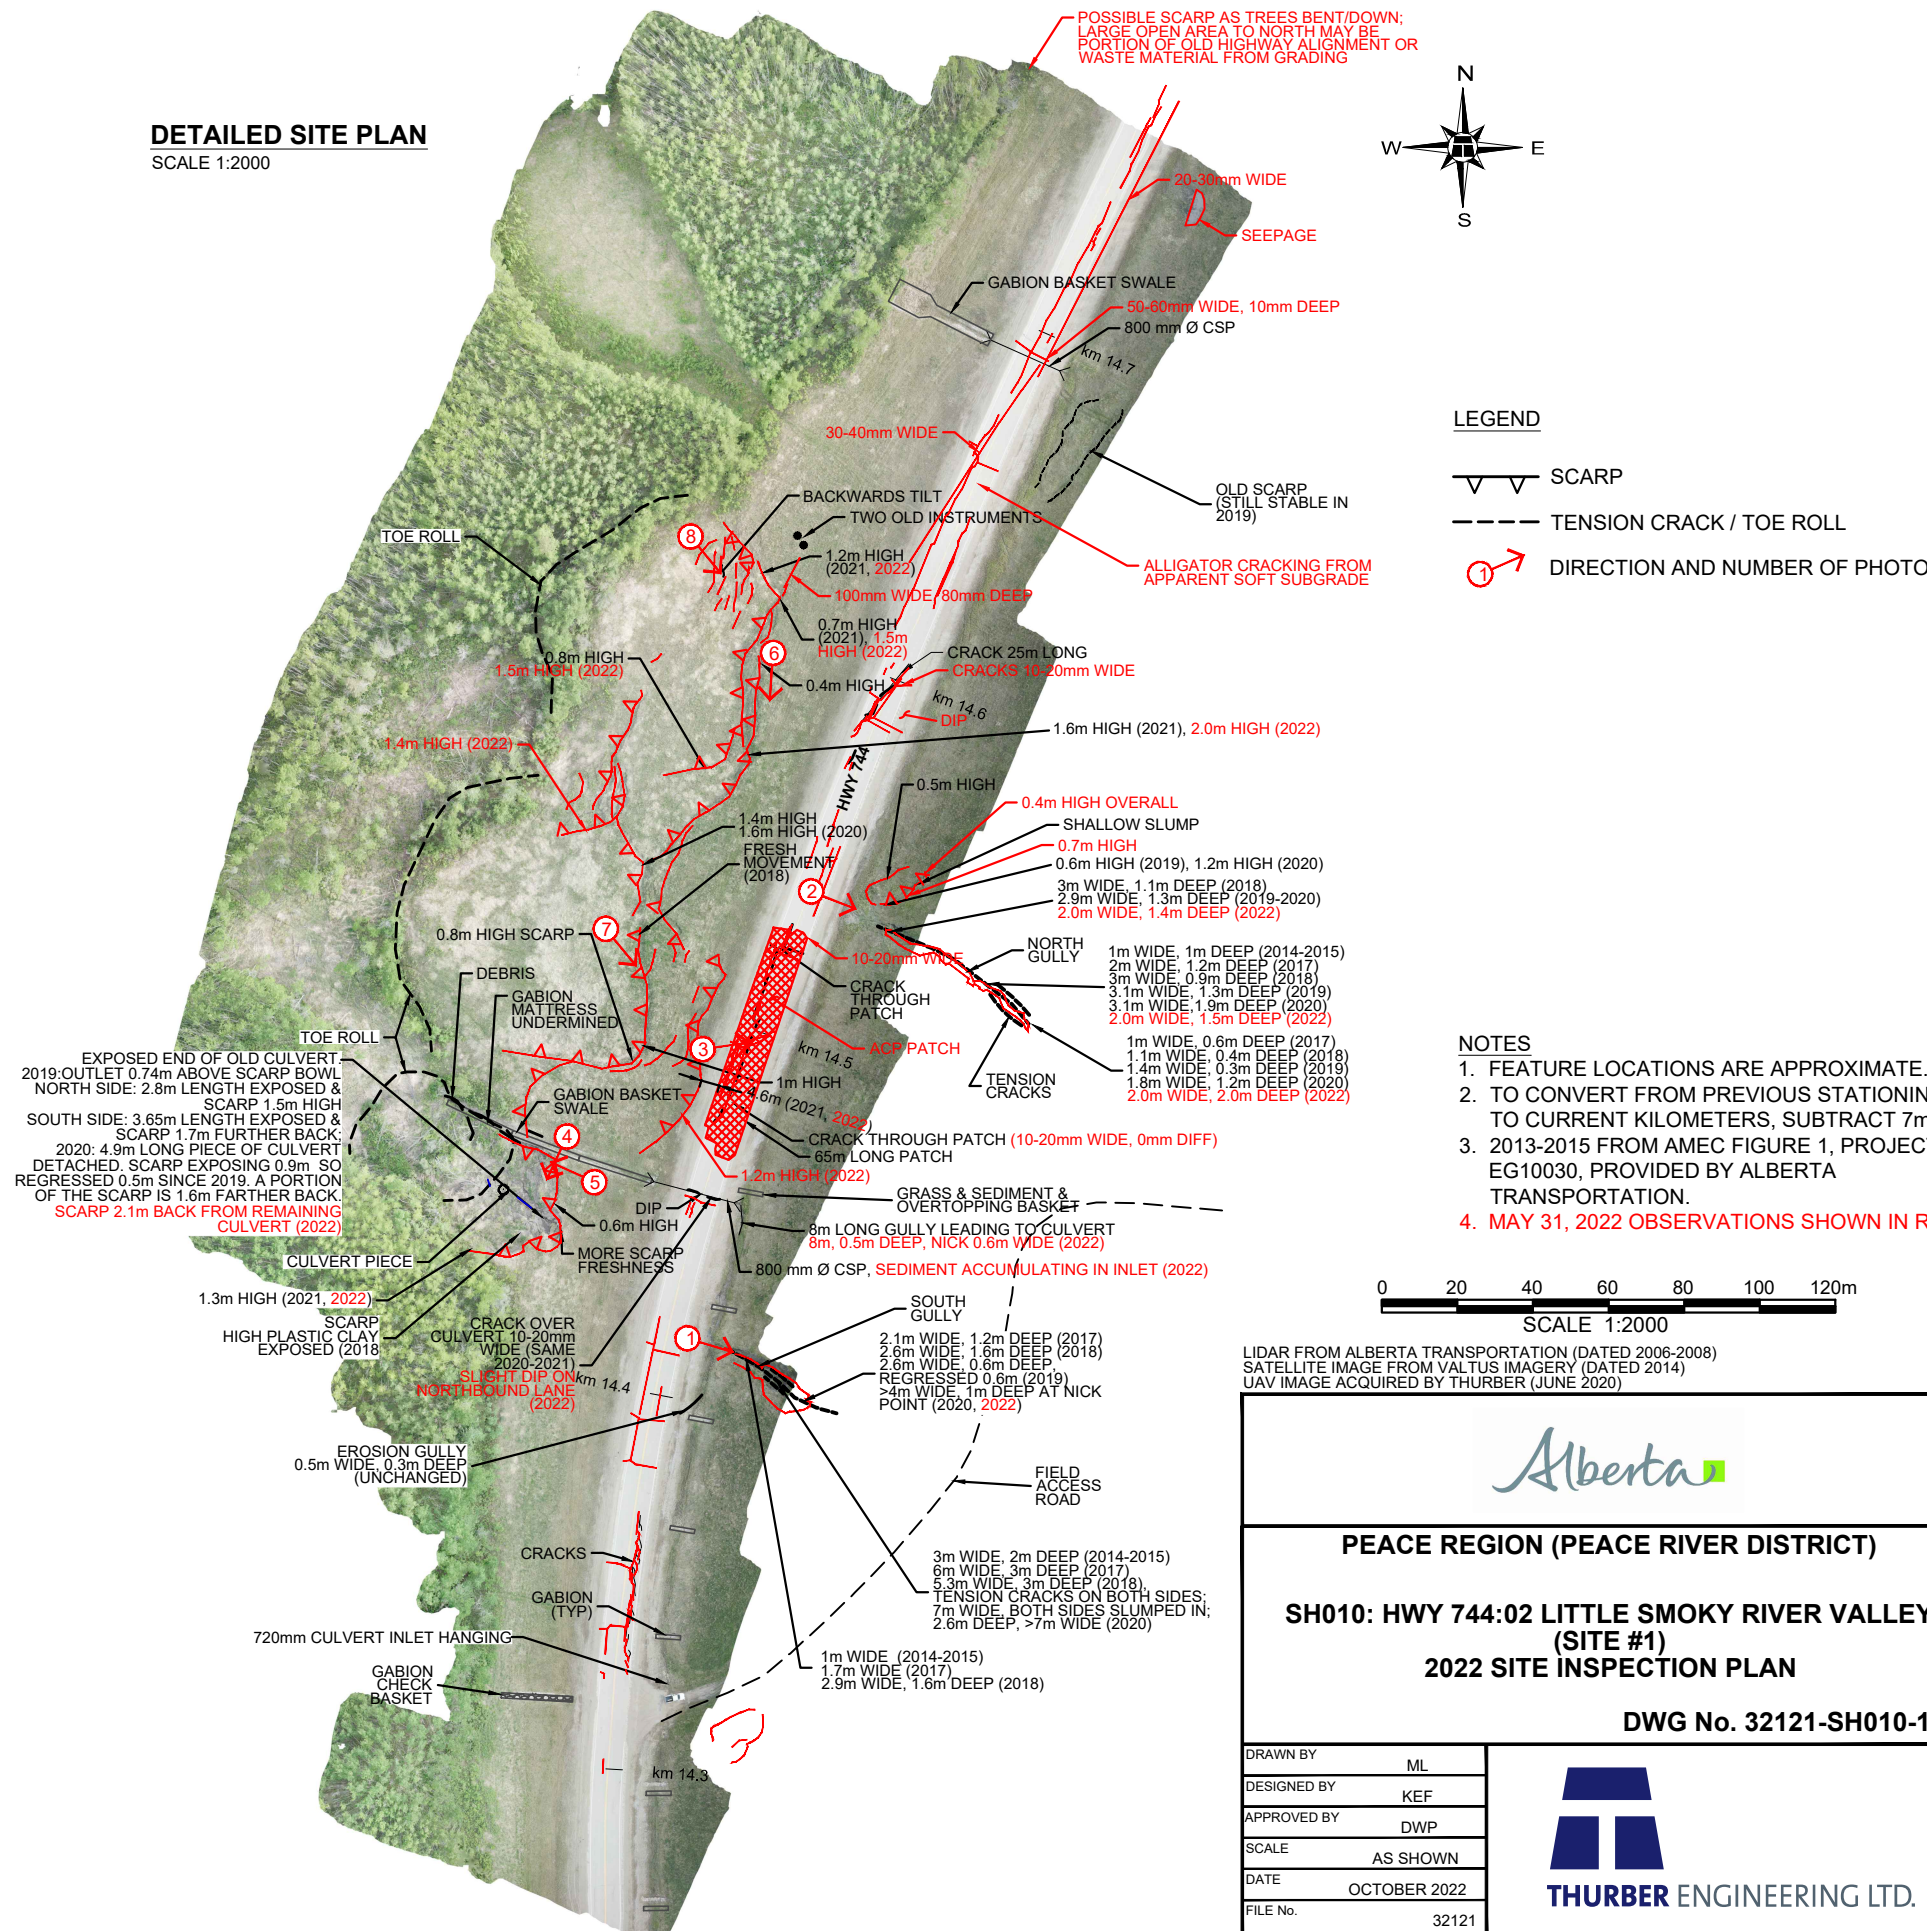 DETAILED SITE PLAN
SCALE 1:2000
POSSIBLE SCARP AS TREES BENT/DOWN;
LARGE OPEN AREA TO NORTH MAY BE
PORTION OF OLD HIGHWAY ALIGNMENT OR
WASTE MATERIAL FROM GRADING
N
W
E
S
20-30mm WIDE
SEEPAGE
GABION BASKET SWALE
50-60mm WIDE, 10mm DEEP
800 mm Ø CSP
km 14.7
30-40mm WIDE
OLD SCARP
(STILL STABLE IN
2019)
BACKWARDS TILT
TWO OLD INSTRUMENTS
TOE ROLL
8
1.2m HIGH
(2021, 2022)
ALLIGATOR CRACKING FROM
APPARENT SOFT SUBGRADE
100mm WIDE, 80mm DEEP
0.7m HIGH
(2021), 1.5m
HIGH (2022)
6
0.8m HIGH
1.5m HIGH (2022)
0.4m HIGH
CRACK 25m LONG
CRACKS 10-20mm WIDE
km 14.6
DIP
1.6m HIGH (2021), 2.0m HIGH (2022)
1.4m HIGH (2022)
HWY 744
0.5m HIGH
0.4m HIGH OVERALL
SHALLOW SLUMP
0.7m HIGH
0.6m HIGH (2019), 1.2m HIGH (2020)
1.4m HIGH
1.6m HIGH (2020)
FRESH
MOVEMENT
(2018)
2
3m WIDE, 1.1m DEEP (2018)
2.9m WIDE, 1.3m DEEP (2019-2020)
2.0m WIDE, 1.4m DEEP (2022)
7
0.8m HIGH SCARP
NORTH
GULLY
1m WIDE, 1m DEEP (2014-2015)
2m WIDE, 1.2m DEEP (2017)
3m WIDE, 0.9m DEEP (2018)
3.1m WIDE, 1.3m DEEP (2019)
3.1m WIDE,1.9m DEEP (2020)
2.0m WIDE, 1.5m DEEP (2022)
10-20mm WIDE
CRACK
THROUGH
PATCH
DEBRIS
GABION
MATTRESS
UNDERMINED
TOE ROLL
3
ACP PATCH
km 14.5
1m WIDE, 0.6m DEEP (2017)
1.1m WIDE, 0.4m DEEP (2018)
1.4m WIDE, 0.3m DEEP (2019)
1.8m WIDE, 1.2m DEEP (2020)
2.0m WIDE, 2.0m DEEP (2022)
TENSION
CRACKS
EXPOSED END OF OLD CULVERT.
2019:OUTLET 0.74m ABOVE SCARP BOWL
NORTH SIDE: 2.8m LENGTH EXPOSED &
SCARP 1.5m HIGH
SOUTH SIDE: 3.65m LENGTH EXPOSED &
SCARP 1.7m FURTHER BACK;
2020: 4.9m LONG PIECE OF CULVERT
DETACHED. SCARP EXPOSING 0.9m SO
REGRESSED 0.5m SINCE 2019. A PORTION
OF THE SCARP IS 1.6m FARTHER BACK.
SCARP 2.1m BACK FROM REMAINING
CULVERT (2022)
GABION BASKET
SWALE
1m HIGH
4.6m (2021, 2022)
CRACK THROUGH PATCH (10-20mm WIDE, 0mm DIFF)
65m LONG PATCH
4
5
1.2m HIGH (2022)
GRASS & SEDIMENT &
OVERTOPPING BASKET
DIP
0.6m HIGH
8m LONG GULLY LEADING TO CULVERT
8m, 0.5m DEEP, NICK 0.6m WIDE (2022)
MORE SCARP
FRESHNESS
CULVERT PIECE
800 mm Ø CSP, SEDIMENT ACCUMULATING IN INLET (2022)
1.3m HIGH (2021, 2022)
SCARP
HIGH PLASTIC CLAY
EXPOSED (2018
CRACK OVER
CULVERT 10-20mm
WIDE (SAME
2020-2021)
SLIGHT DIP ON
NORTHBOUND LANE
(2022)
km 14.4
1
SOUTH
GULLY
2.1m WIDE, 1.2m DEEP (2017)
2.6m WIDE, 1.6m DEEP (2018)
2.6m WIDE, 0.6m DEEP,
REGRESSED 0.6m (2019)
>4m WIDE, 1m DEEP AT NICK
POINT (2020, 2022)
EROSION GULLY
0.5m WIDE, 0.3m DEEP
(UNCHANGED)
FIELD
ACCESS
ROAD
CRACKS
3m WIDE, 2m DEEP (2014-2015)
6m WIDE, 3m DEEP (2017)
5.3m WIDE, 3m DEEP (2018),
TENSION CRACKS ON BOTH SIDES;
7m WIDE, BOTH SIDES SLUMPED IN;
2.6m DEEP, >7m WIDE (2020)
GABION
(TYP)
720mm CULVERT INLET HANGING
1m WIDE (2014-2015)
1.7m WIDE (2017)
2.9m WIDE, 1.6m DEEP (2018)
GABION
CHECK
BASKET
km 14.3
LEGEND
SCARP
TENSION CRACK / TOE ROLL
1
DIRECTION AND NUMBER OF PHOTO
NOTES
1. FEATURE LOCATIONS ARE APPROXIMATE.
2. TO CONVERT FROM PREVIOUS STATIONIN
TO CURRENT KILOMETERS, SUBTRACT 7m
3. 2013-2015 FROM AMEC FIGURE 1, PROJEC
EG10030, PROVIDED BY ALBERTA
TRANSPORTATION.
4. MAY 31, 2022 OBSERVATIONS SHOWN IN R
0 20 40 60 80 100 120m
SCALE 1:2000
LIDAR FROM ALBERTA TRANSPORTATION (DATED 2006-2008)
SATELLITE IMAGE FROM VALTUS IMAGERY (DATED 2014)
UAV IMAGE ACQUIRED BY THURBER (JUNE 2020)
Alberta
PEACE REGION (PEACE RIVER DISTRICT)
SH010: HWY 744:02 LITTLE SMOKY RIVER VALLEY
(SITE #1)
2022 SITE INSPECTION PLAN
DWG No. 32121-SH010-1
DRAWN BY ML
DESIGNED BY KEF
APPROVED BY DWP
SCALE AS SHOWN
DATE OCTOBER 2022
FILE No. 32121
THURBER ENGINEERING LTD.